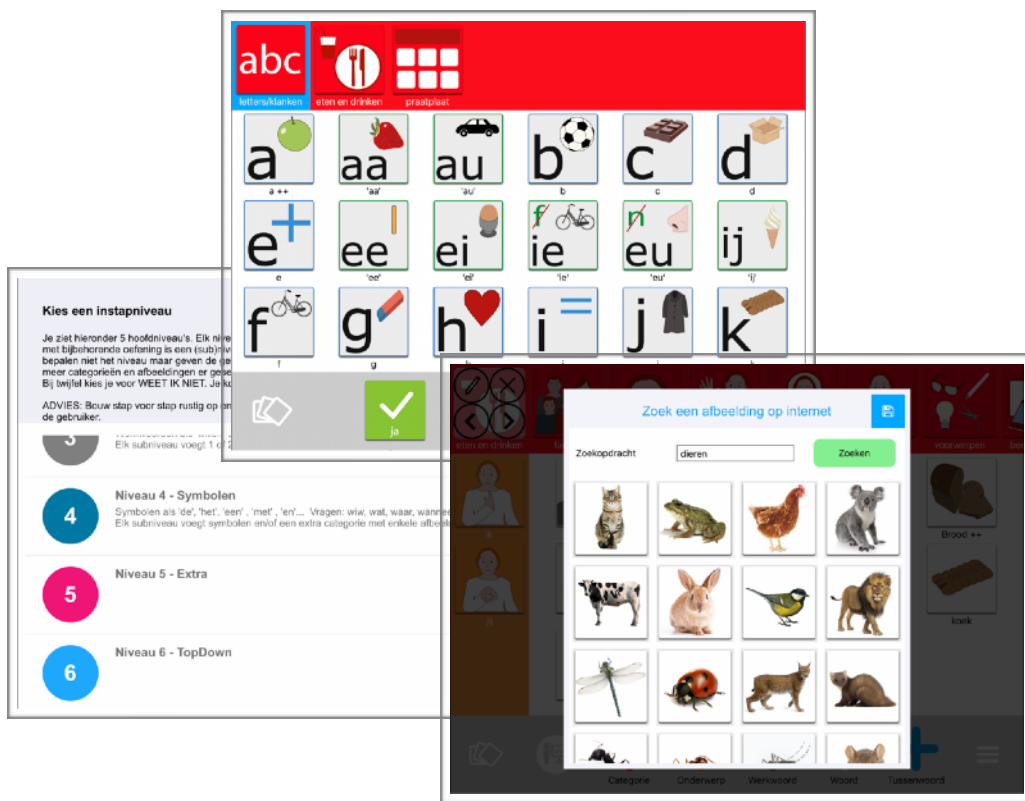 abc
letters/klanken
eten en drinken
praatplaat
a
aa
au
b
c
d
a ++
'aa'
'au'
b
c
d
e
ee
ei
f
ie
n
eu
ij
e
'ee'
'ei'
'ie'
'eu'
'ij'
f
g
h
i
j
k
f
g
ja
Kies een instapniveau
Je ziet hieronder 5 hoofdniveau's. Elk
met bijbehorende oefening is een
bepalen niet het niveau maar geven de
meer categorieën en afbeeldingen er
Bij twijfel kies je voor WEET IK NIET.
ADVIES: Bouw stap voor stap rustig op en
de gebruiker.
3
Elk subniveau voegt 1 of 2
4
Niveau 4 - Symbolen
Symbolen als 'de', 'het', 'een' , 'met' , 'en'... Vragen: wiw, wat, waar,
Elk subniveau voegt symbolen en/of een extra categorie met enkele
5
Niveau 5 - Extra
6
Niveau 6 - TopDown
eten en drinken
voorwerpen
Zoek een afbeelding op internet
Zoekopdracht
dieren
Zoeken
Brood ++
koek
Categorie
Onderwerp
Werkwoord
Woord
Tussenwoord